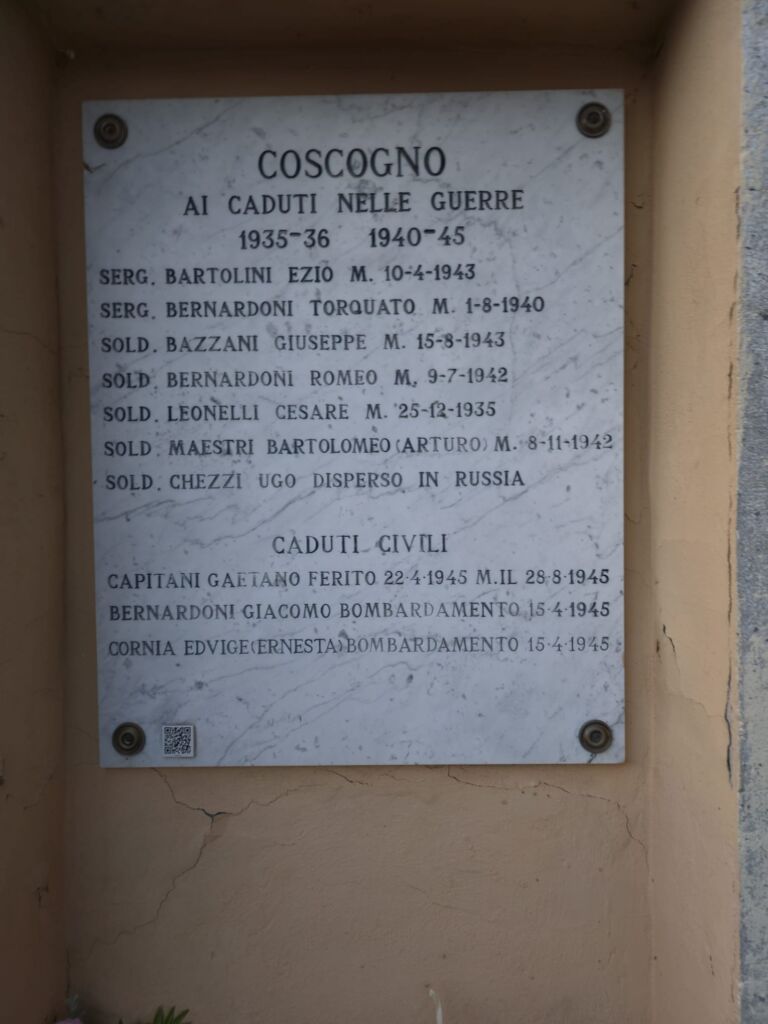 COSCOGNO
AI CADUTI NELLE GUERRE
1935-36 1940-45
SERG. BARTOLINI EZIO M. 10-4-1943
SERG. BERNARDONI TORQUATO M. 1-8-1940
SOLD. BAZZANI GIUSEPPE M. 15-8-1943
SOLD. BERNARDONI ROMEO M. 9-7-1942
SOLD. LEONELLI CESARE M. 25-12-1935
SOLD. MAESTRI BARTOLOMEO (ARTURO) M. 8-11-1942
SOLD. CHEZZI UGO DISPERSO IN RUSSIA
CADUTI CIVILI
CAPITANI GAETANO FERITO 22·4·1945 M.IL 28·8·1945
BERNARDONI GIACOMO BOMBARDAMENTO 15·4·1945
CORNIA EDVIGE (ERNESTA) BOMBARDAMENTO 15·4·1945